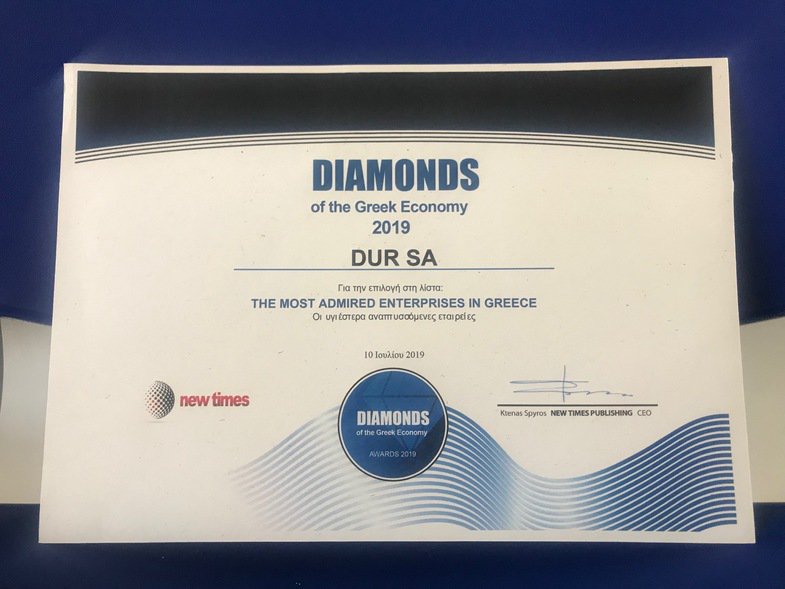 DIAMONDS
of the Greek Economy
2019
DUR SA
Για την επιλογή στη λίστα:
THE MOST ADMIRED ENTERPRISES IN GREECE
Οι υγιέστερα αναπτυσσόμενες εταιρείες
10 Ιουλίου 2019
new times
DIAMONDS
of the Greek Economy
AWARDS 2019
Ktenas Spyros NEW TIMES PUBLISHING CEO